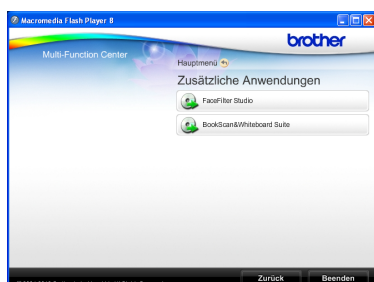 Macromedia Flash Player 8
brother
Multi-Function Center
Hauptmenü
Zusätzliche Anwendungen
FaceFilter Studio
BookScan&Whiteboard Suite
Zurück
Beenden